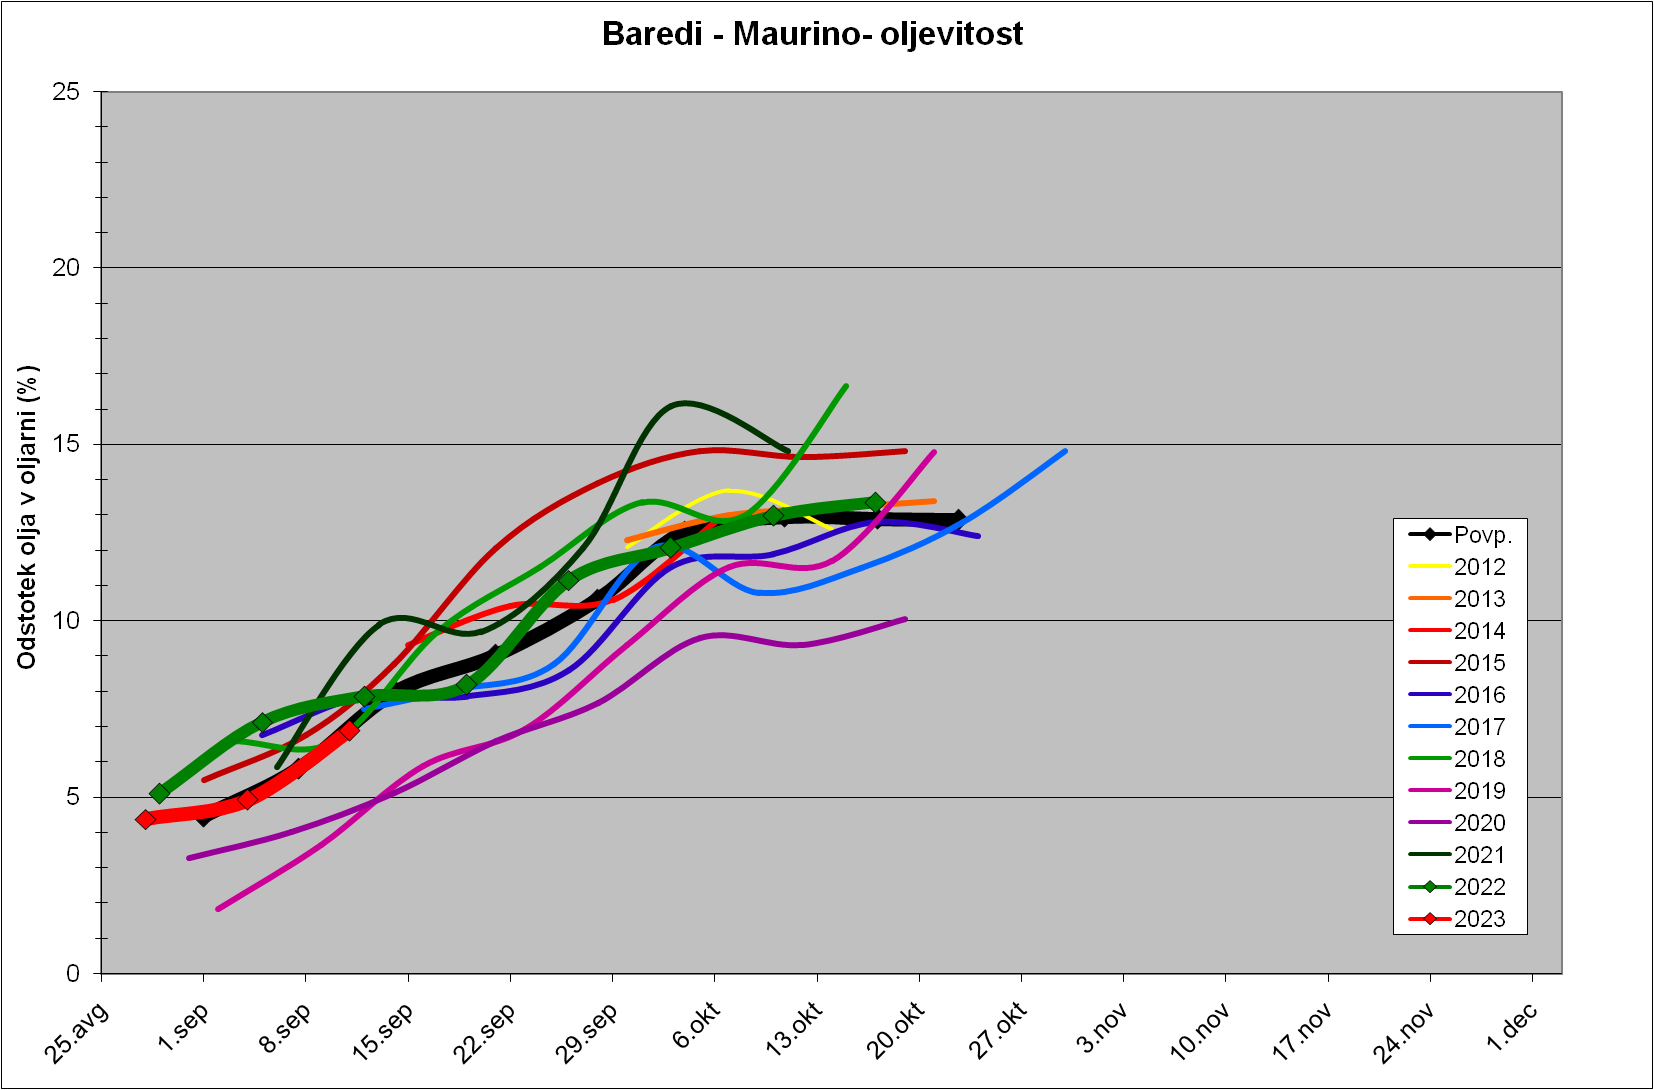 Baredi - Maurino- oljevitost
Odstotek olja v oljarni (%)
25
20
15
10
5
0
25.avg
1.sep
8.sep
15.sep
22.sep
29.sep
6.okt
13.okt
20.okt
27.okt
3.nov
10.nov
17.nov
24.nov
1.dec
Povp.
2012
2013
2014
2015
2016
2017
2018
2019
2020
2021
2022
2023